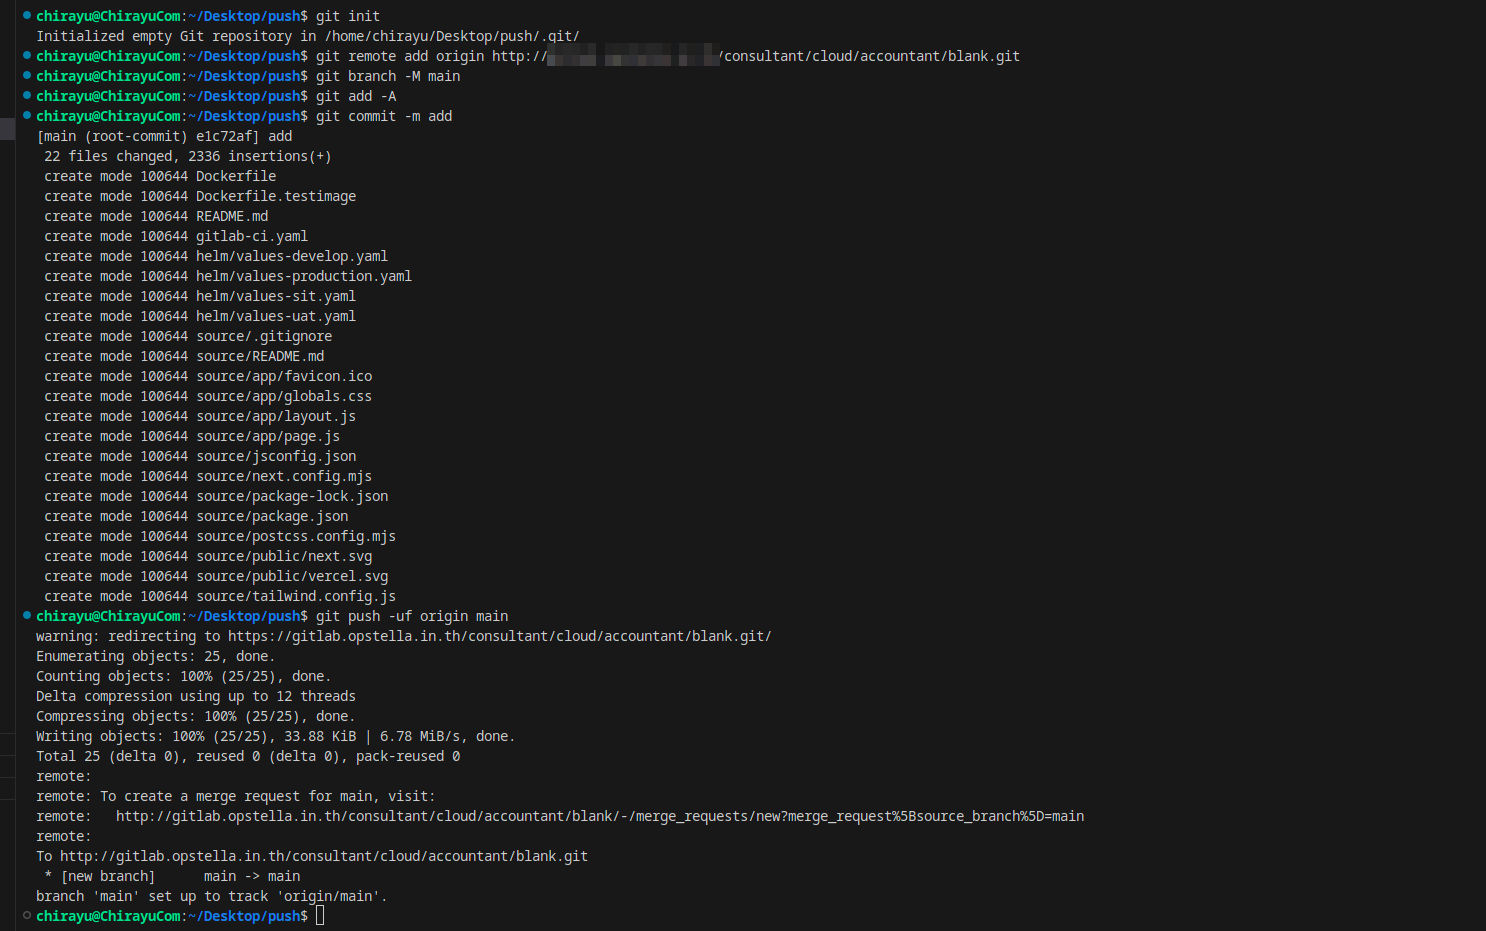 chirayu@ChirayuCom:~/Desktop/push$ git init
Initialized empty Git repository in /home/chirayu/Desktop/push/.git/
chirayu@ChirayuCom:~/Desktop/push$ git remote add origin http:// /consultant/cloud/accountant/blank.git
chirayu@ChirayuCom:~/Desktop/push$ git branch -M main
chirayu@ChirayuCom:~/Desktop/push$ git add -A
chirayu@ChirayuCom:~/Desktop/push$ git commit -m add
[main (root-commit) e1c72af] add
 22 files changed, 2336 insertions(+)
 create mode 100644 Dockerfile
 create mode 100644 Dockerfile.testimage
 create mode 100644 README.md
 create mode 100644 gitlab-ci.yaml
 create mode 100644 helm/values-develop.yaml
 create mode 100644 helm/values-production.yaml
 create mode 100644 helm/values-sit.yaml
 create mode 100644 helm/values-uat.yaml
 create mode 100644 source/.gitignore
 create mode 100644 source/README.md
 create mode 100644 source/app/favicon.ico
 create mode 100644 source/app/globals.css
 create mode 100644 source/app/layout.js
 create mode 100644 source/app/page.js
 create mode 100644 source/jsconfig.json
 create mode 100644 source/next.config.mjs
 create mode 100644 source/package-lock.json
 create mode 100644 source/package.json
 create mode 100644 source/postcss.config.mjs
 create mode 100644 source/public/next.svg
 create mode 100644 source/public/vercel.svg
 create mode 100644 source/tailwind.config.js
chirayu@ChirayuCom:~/Desktop/push$ git push -uf origin main
warning: redirecting to https://gitlab.opstella.in.th/consultant/cloud/accountant/blank.git/
Enumerating objects: 25, done.
Counting objects: 100% (25/25), done.
Delta compression using up to 12 threads
Compressing objects: 100% (25/25), done.
Writing objects: 100% (25/25), 33.88 KiB | 6.78 MiB/s, done.
Total 25 (delta 0), reused 0 (delta 0), pack-reused 0
remote:
remote: To create a merge request for main, visit:
remote:   http://gitlab.opstella.in.th/consultant/cloud/accountant/blank/-/merge_requests/new?merge_request%5Bsource_branch%5D=main
remote:
To http://gitlab.opstella.in.th/consultant/cloud/accountant/blank.git
 * [new branch]      main -> main
branch 'main' set up to track 'origin/main'.
chirayu@ChirayuCom:~/Desktop/push$